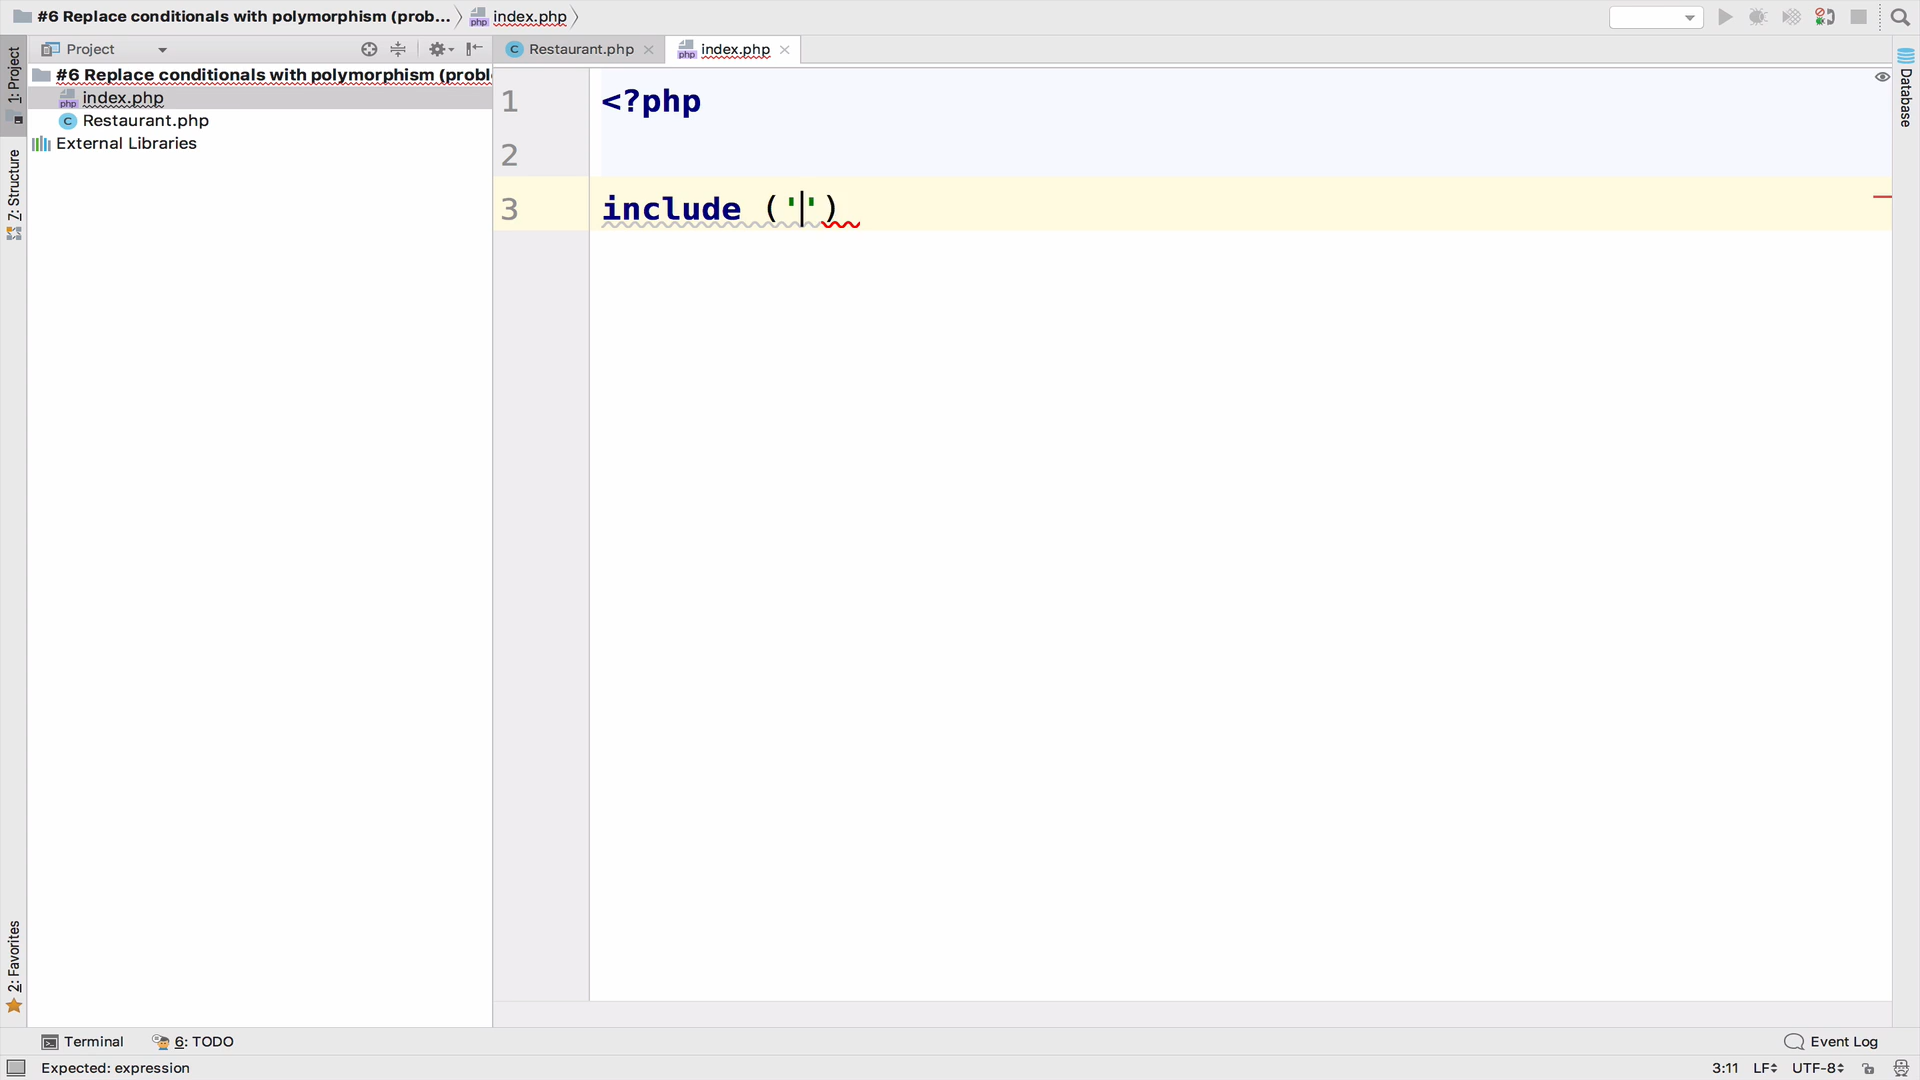 #6 Replace conditionals with polymorphism (prob... index.php
Project
Restaurant.php index.php
1: Project
7: Structure
2: Favorites
#6 Replace conditionals with polymorphism (probl
index.php
Restaurant.php
External Libraries
1 <?php
2
3 include ('')
Database
Terminal 6: TODO Event Log
Expected: expression 3:11 LF UTF-8